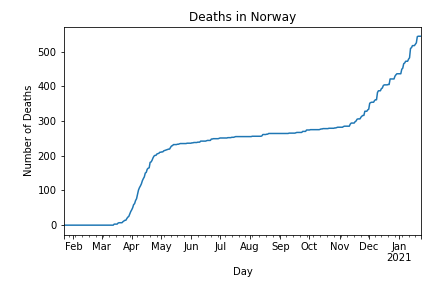 Deaths in Norway
Number of Deaths
500
400
300
200
100
0
Feb Mar Apr May Jun Jul Aug Sep Oct Nov Dec Jan
2021
Day